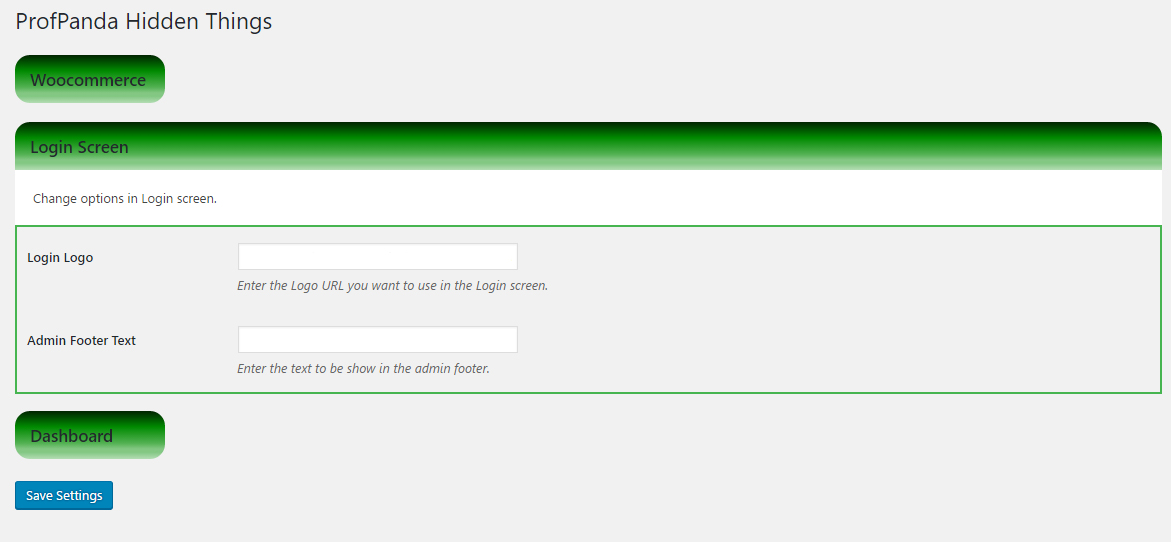 ProfPanda Hidden Things
Woocommerce
Login Screen
Change options in Login screen.
Login Logo
Enter the Logo URL you want to use in the Login screen.
Admin Footer Text
Enter the text to be show in the admin footer.
Dashboard
Save Settings